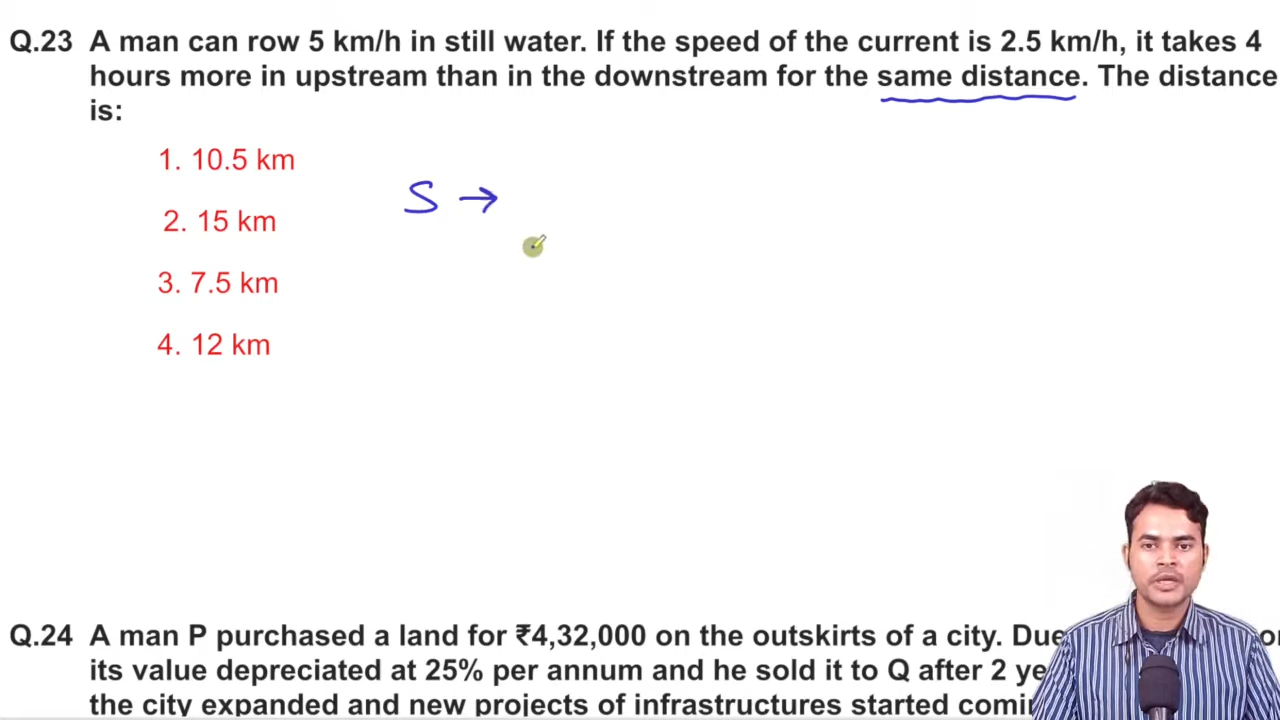 Q.23 A man can row 5 km/h in still water. If the speed of the current is 2.5 km/h, it takes 4
hours more in upstream than in the downstream for the same distance. The distance
is:
1. 10.5 km
S →
2. 15 km
3. 7.5 km
4. 12 km
Q.24 A man P purchased a land for ₹4,32,000 on the outskirts of a city. Due
its value depreciated at 25% per annum and he sold it to Q after 2
the city expanded and new projects of infrastructures started